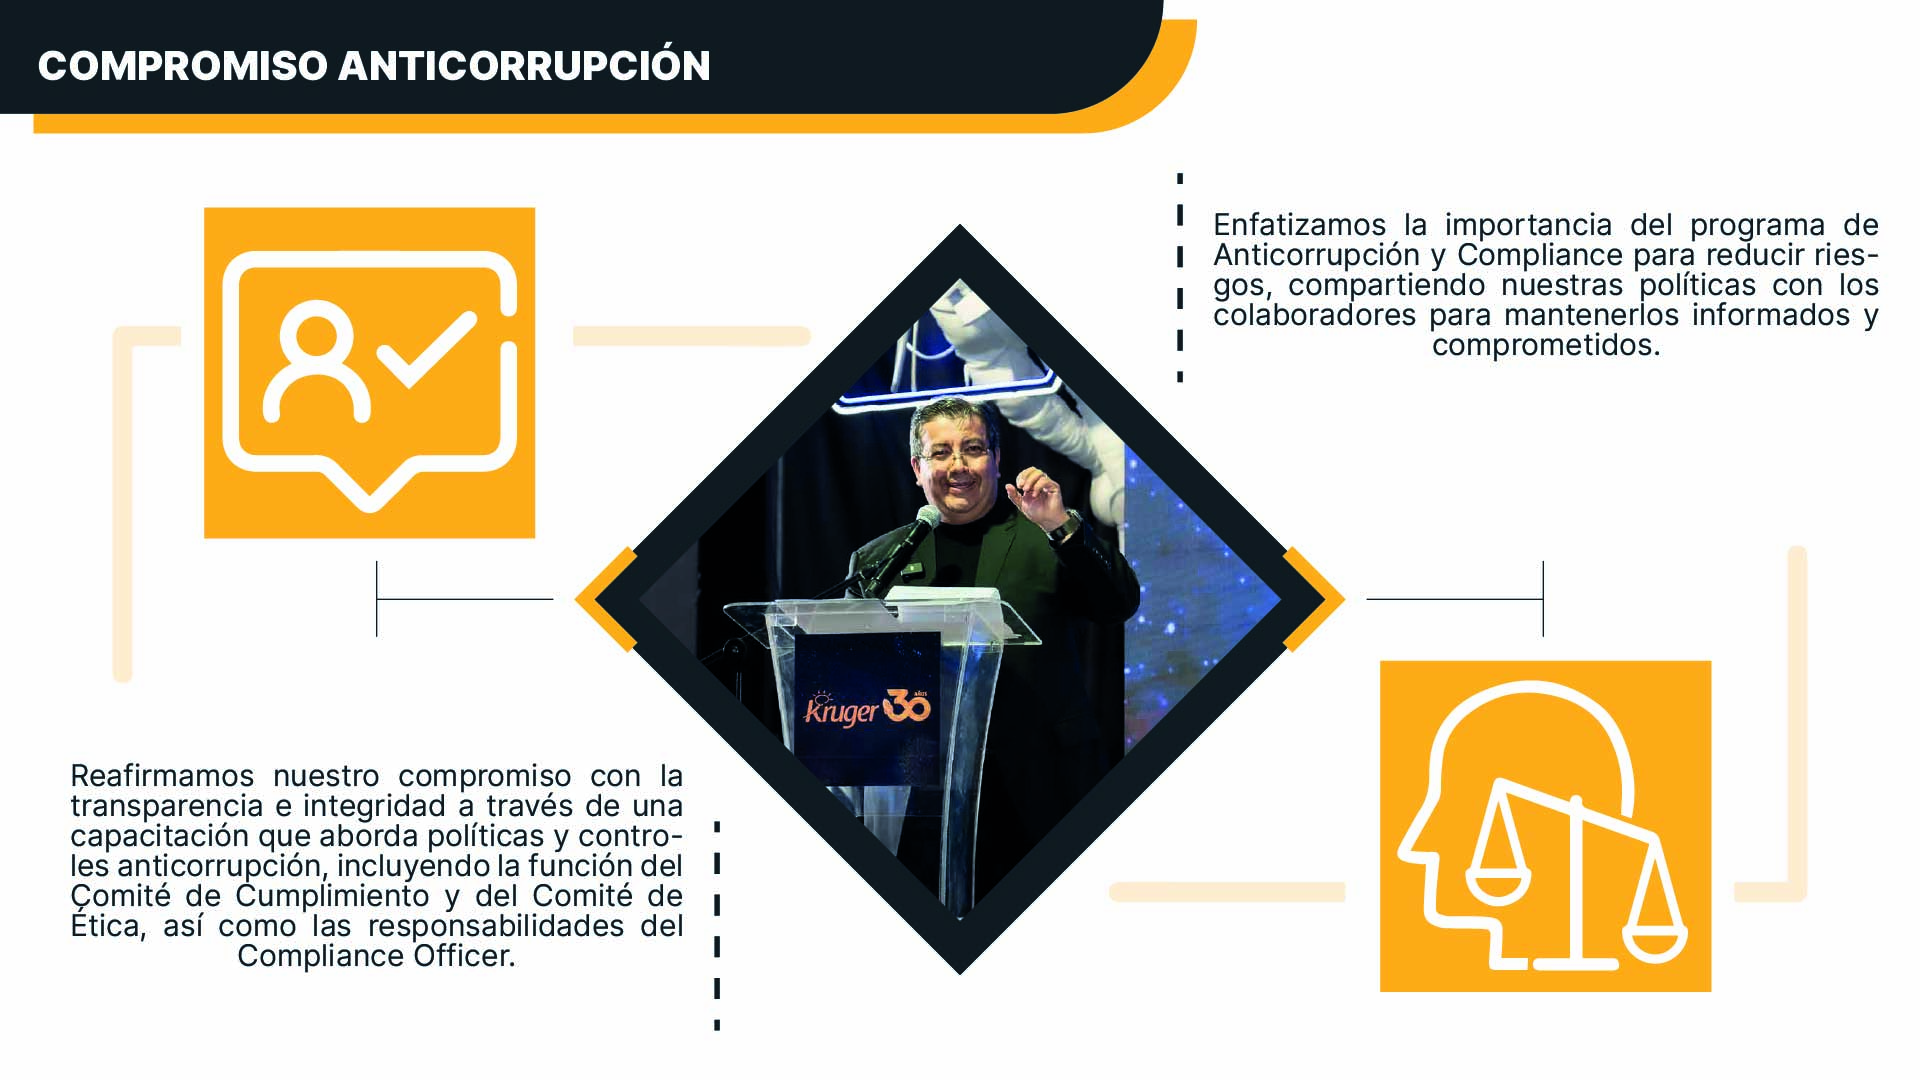 COMPROMISO ANTICORRUPCIÓN
Enfatizamos la importancia del programa de
Anticorrupción y Compliance para reducir ries-
gos, compartiendo nuestras políticas con los
colaboradores para mantenerlos informados y
comprometidos.
Kruger 30 años
Reafirmamos nuestro compromiso con la
transparencia e integridad a través de una
capacitación que aborda políticas y contro-
les anticorrupción, incluyendo la función del
Comité de Cumplimiento y del Comité de
Ética, así como las responsabilidades del
Compliance Officer.